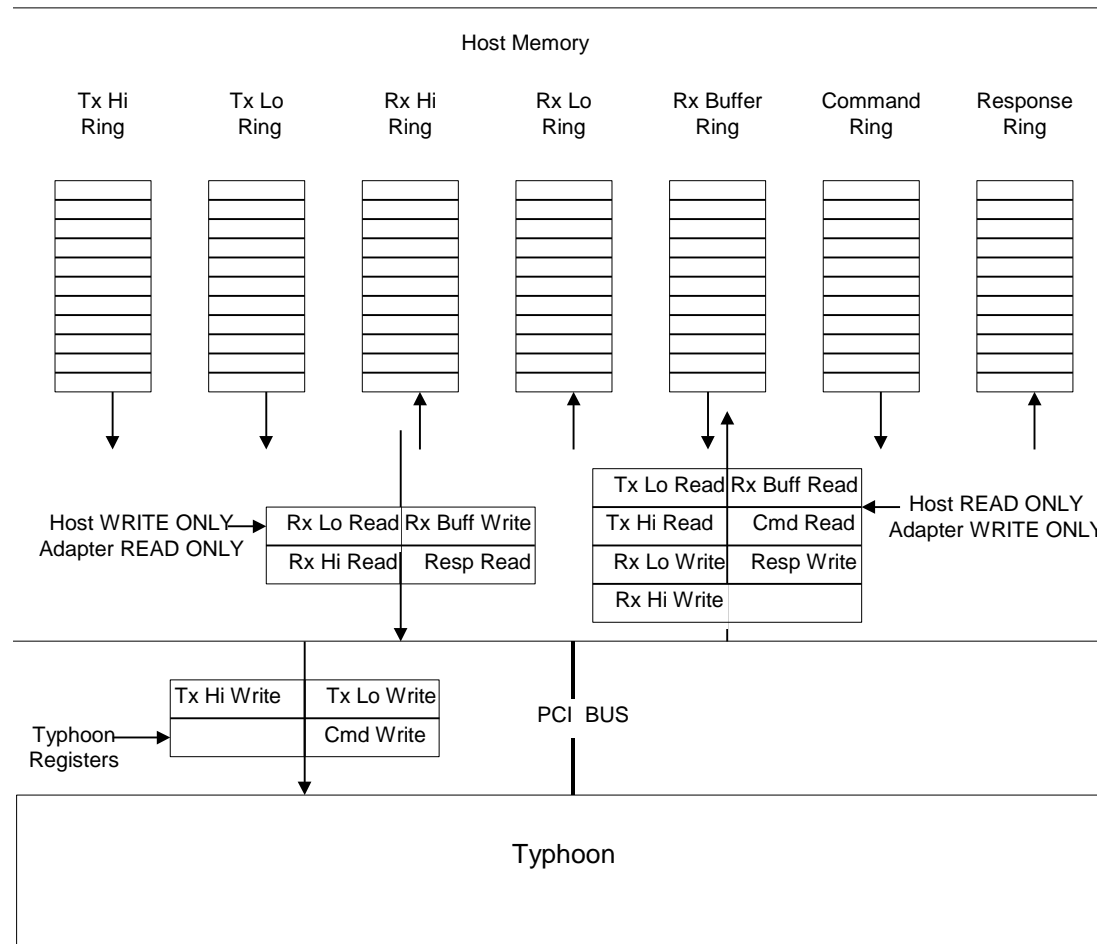 Host Memory
Tx Hi Ring
Tx Lo Ring
Rx Hi Ring
Rx Lo Ring
Rx Buffer Ring
Command Ring
Response Ring
Host WRITE ONLY
Adapter READ ONLY
Rx Lo Read Rx Buff Write
Rx Hi Read Resp Read
Tx Lo Read Rx Buff Read
Tx Hi Read Cmd Read
Rx Lo Write Resp Write
Rx Hi Write
Host READ ONLY
Adapter WRITE ONLY
Tx Hi Write Tx Lo Write
Cmd Write
Typhoon
Registers
PCI BUS
Typhoon